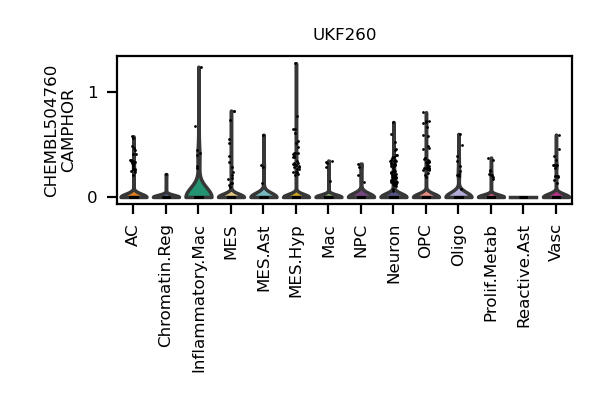 UKF260
CHEMBL504760
CAMPHOR
1
0
AC
Chromatin.Reg
Inflammatory.Mac
MES
MES.Ast
MES.Hyp
Mac
NPC
Neuron
OPC
Oligo
Prolif.Metab
Reactive.Ast
Vasc